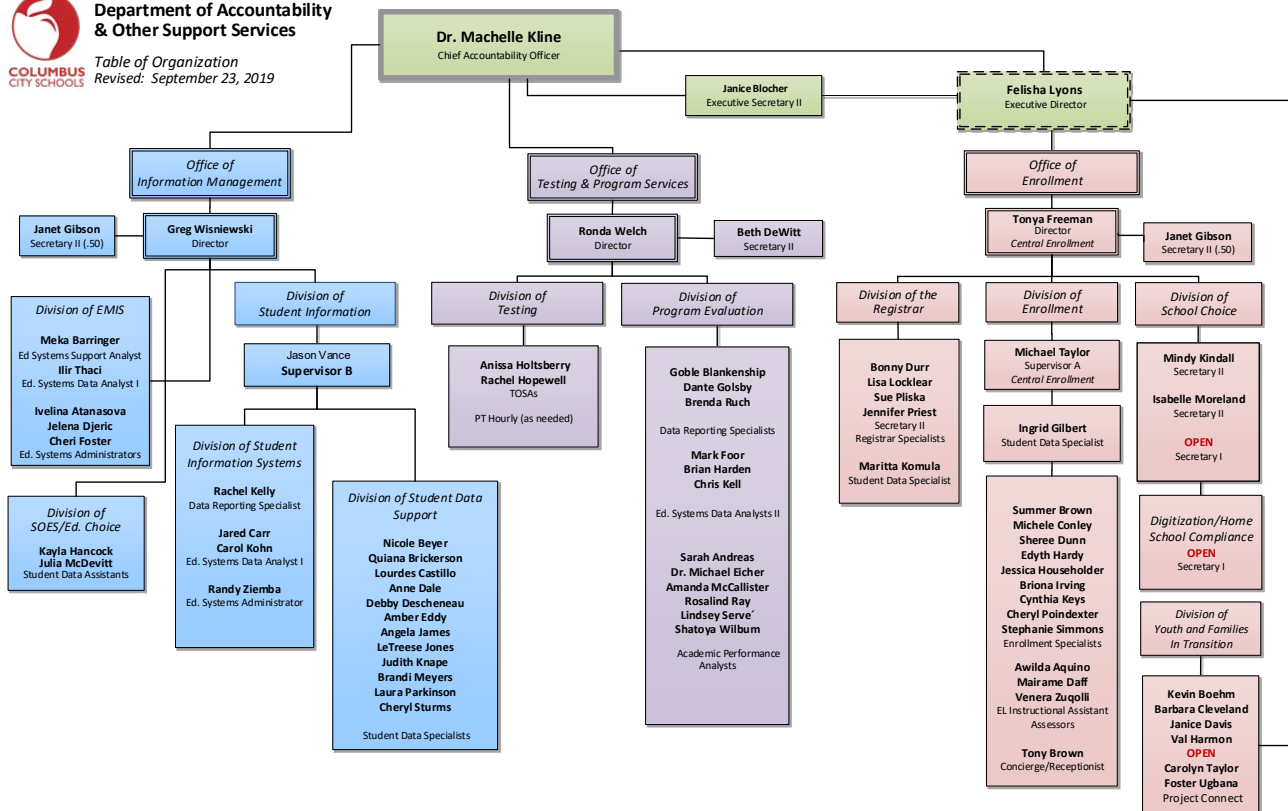 Department of Accountability
& Other Support Services
COLUMBUS
CITY SCHOOLS
Table of Organization
Revised: September 23, 2019
Dr. Machelle Kline
Chief Accountability Officer
Janice Blocher
Executive Secretary II
Felisha Lyons
Executive Director
Office of
Information Management
Janet Gibson
Secretary II (.50)
Greg Wisniewski
Director
Division of EMIS
Meka Barringer
Ed Systems Support Analyst
Ilir Thaci
Ed. Systems Data Analyst I
Ivelina Atanasova
Jelena Djeric
Cheri Foster
Ed. Systems Administrators
Division of
SOES/Ed. Choice
Kayla Hancock
Julia McDevitt
Student Data Assistants
Division of
Student Information
Jason Vance
Supervisor B
Division of Student
Information Systems
Rachel Kelly
Data Reporting Specialist
Jared Carr
Carol Kohn
Ed. Systems Data Analyst I
Randy Ziemba
Ed. Systems Administrator
Division of Student Data
Support
Nicole Beyer
Quiana Brickerson
Lourdes Castillo
Anne Dale
Debby Descheneau
Amber Eddy
Angela James
LeTreese Jones
Judith Knape
Brandi Meyers
Laura Parkinson
Cheryl Sturms
Student Data Specialists
Office of
Testing & Program Services
Ronda Welch
Director
Beth DeWitt
Secretary II
Division of
Testing
Anissa Holtsberry
Rachel Hopewell
TOSAs
PT Hourly (as needed)
Division of
Program Evaluation
Goble Blankenship
Dante Golsby
Brenda Ruch
Data Reporting Specialists
Mark Foor
Brian Harden
Chris Kell
Ed. Systems Data Analysts II
Sarah Andreas
Dr. Michael Eicher
Amanda McCallister
Rosalind Ray
Lindsey Serve´
Shatoya Wilburn
Academic Performance
Analysts
Office of
Enrollment
Tonya Freeman
Director
Central Enrollment
Janet Gibson
Secretary II (.50)
Division of the
Registrar
Bonny Durr
Lisa Locklear
Sue Pliska
Jennifer Priest
Secretary II
Registrar Specialists
Maritta Komula
Student Data Specialist
Division of
Enrollment
Michael Taylor
Supervisor A
Central Enrollment
Ingrid Gilbert
Student Data Specialist
Summer Brown
Michele Conley
Sheree Dunn
Edyth Hardy
Jessica Householder
Briona Irving
Cynthia Keys
Cheryl Poindexter
Stephanie Simmons
Enrollment Specialists
Awilda Aquino
Mairame Daff
Venera Zuqolli
EL Instructional Assistant
Assessors
Tony Brown
Concierge/Receptionist
Division of
School Choice
Mindy Kindall
Secretary II
Isabelle Moreland
Secretary II
OPEN
Secretary I
Digitization/Home
School Compliance
OPEN
Secretary I
Division of
Youth and Families
In Transition
Kevin Boehm
Barbara Cleveland
Janice Davis
Val Harmon
OPEN
Carolyn Taylor
Foster Ugbana
Project Connect